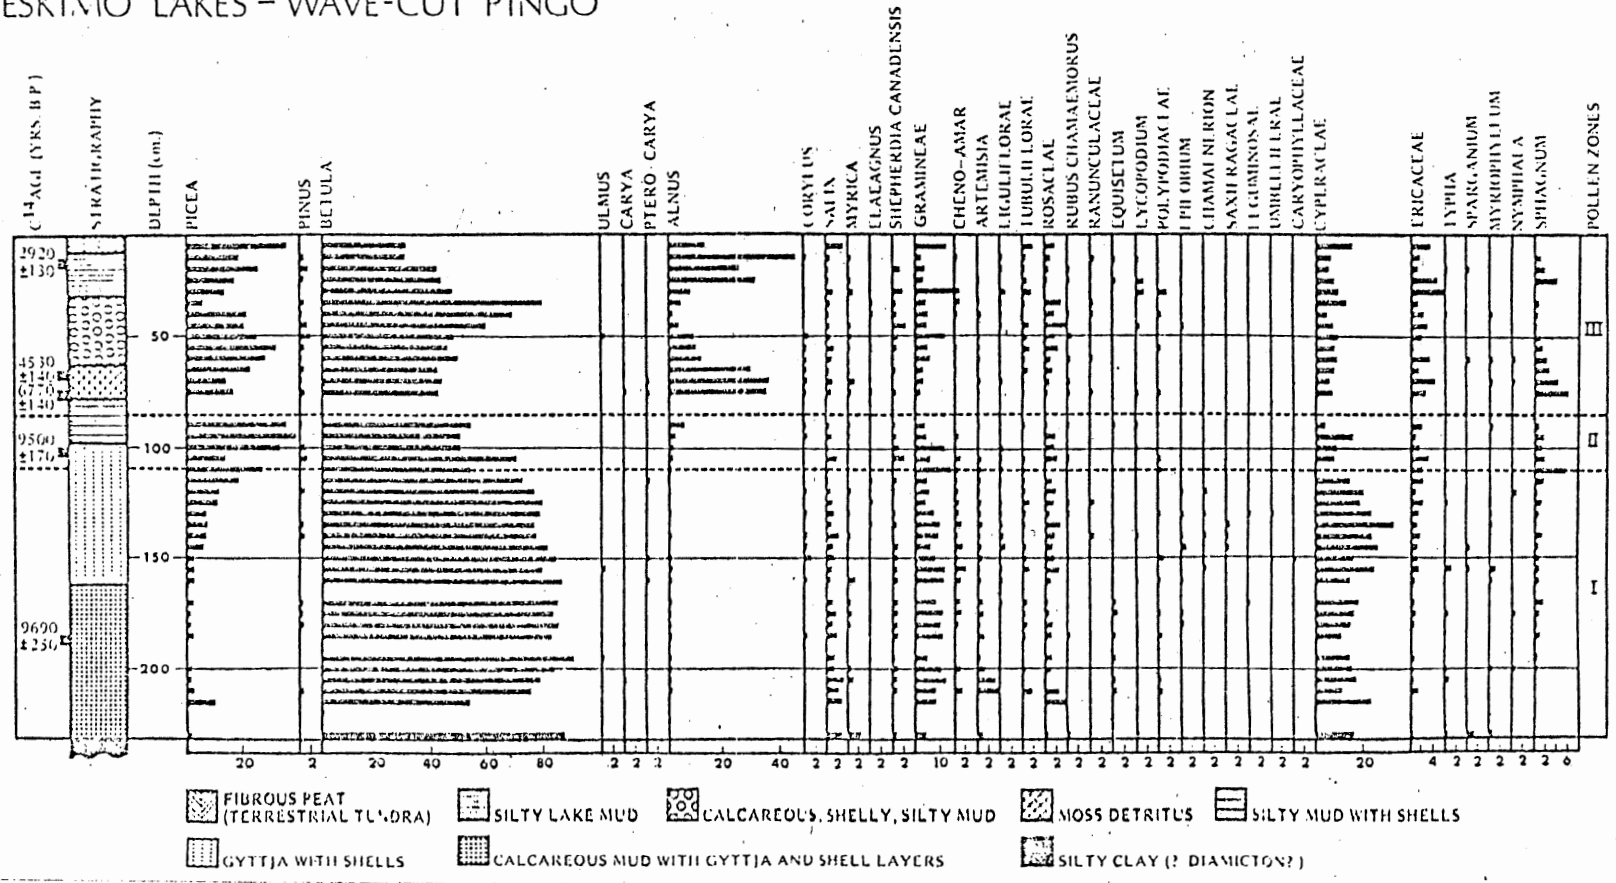 ESKIMO LAKES – WAVE-CUT PINGO
C14 AGE (YRS. B P)
STRATIGRAPHY
DEPTH (cm.)
PICEA
PINUS
BETULA
ULMUS
CARYA
PTERO-CARYA
ALNUS
CORYLUS
SALIX
MYRICA
ELAEAGNUS
SHEPHERDIA CANADENSIS
GRAMINEAE
CHENO-AMAR
ARTEMISIA
LIGULIFLORAE
TUBULIFLORAE
ROSACEAE
RUBUS CHAMAEMORUS
RANUNCULACEAE
EQUISETUM
LYCOPODIUM
POLYPODIACEAE
EPILOBIUM
CHAMAENERION
SAXIFRAGACEAE
LEGUMINOSAE
UMBELLIFERAE
CARYOPHYLLACEAE
CYPERACEAE
ERICACEAE
TYPHA
SPARGANIUM
MYRIOPHYLLUM
NYMPHAEA
SPHAGNUM
POLLEN ZONES
2920
±130
50
III
4530
±140
6750
±140
9500
100
II
±170
150
I
9690
±230
200
20 2 20 40 60 80 2 2 2 20 40 2 2 2 2 2 10 2 2 2 2 2 2 2 2 2 2 2 2 2 2 2 2 20 4 2 2 2 2 2 6
FIBROUS PEAT
(TERRESTRIAL TUNDRA)
SILTY LAKE MUD
CALCAREOUS, SHELLY, SILTY MUD
MOSS DETRITUS
SILTY MUD WITH SHELLS
GYTTJA WITH SHELLS
CALCAREOUS MUD WITH GYTTJA AND SHELL LAYERS
SILTY CLAY (? DIAMICTON?)